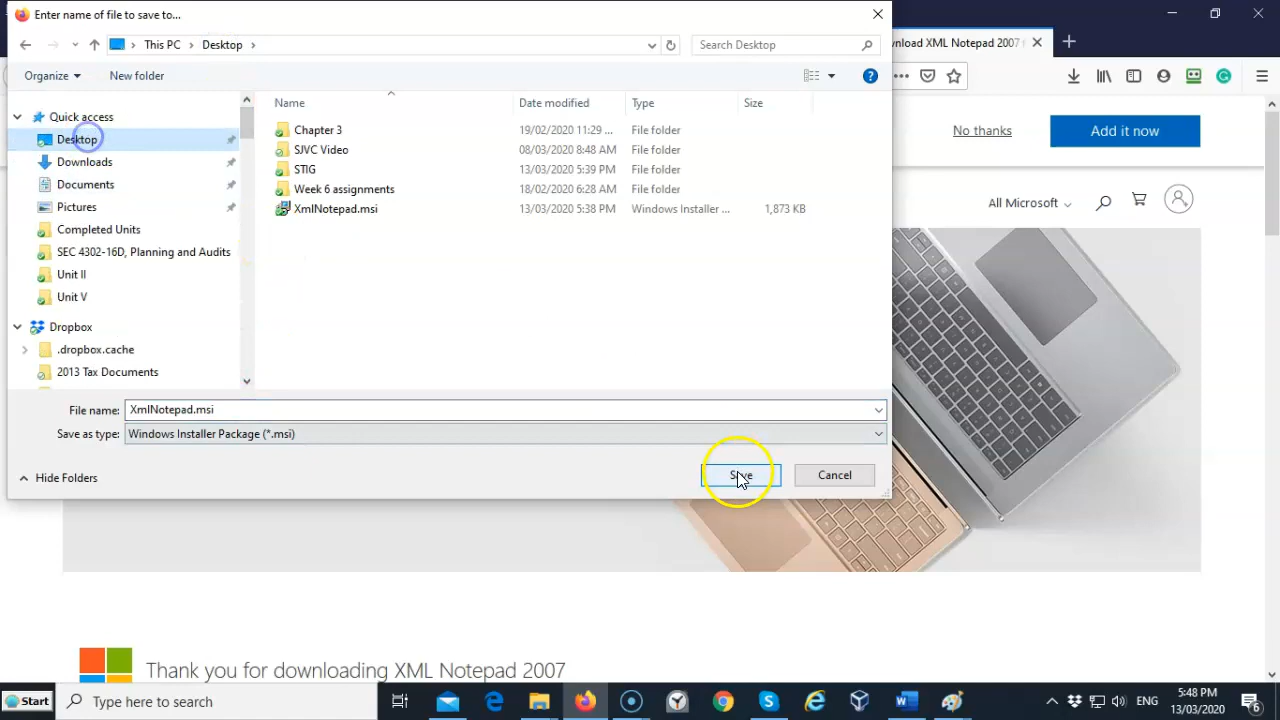 Enter name of file to save to...
This PC > Desktop >
Search Desktop
wnload XML Notepad 2007 f
Organize
New folder
Name
Date modified
Type
Size
Quick access
Desktop
Downloads
Documents
Pictures
Completed Units
SEC 4302-16D, Planning and Audits
Unit II
Unit V
Dropbox
.dropbox.cache
2013 Tax Documents
Chapter 3 19/02/2020 11:29 ... File folder
SJVC Video 08/03/2020 8:48 AM File folder
STIG 13/03/2020 5:39 PM File folder
Week 6 assignments 18/02/2020 6:28 AM File folder
XmlNotepad.msi 13/03/2020 5:38 PM Windows Installer ... 1,873 KB
File name: XmlNotepad.msi
Save as type: Windows Installer Package (*.msi)
Hide Folders
Save
Cancel
No thanks
Add it now
All Microsoft
Thank you for downloading XML Notepad 2007
Start
Type here to search
ENG
5:48 PM
13/03/2020
6